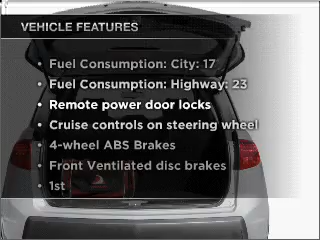 VEHICLE FEATURES
• Fuel Consumption: City: 17
• Fuel Consumption: Highway: 23
• Remote power door locks
• Cruise controls on steering wheel
• 4-wheel ABS Brakes
• Front Ventilated disc brakes
• 1st